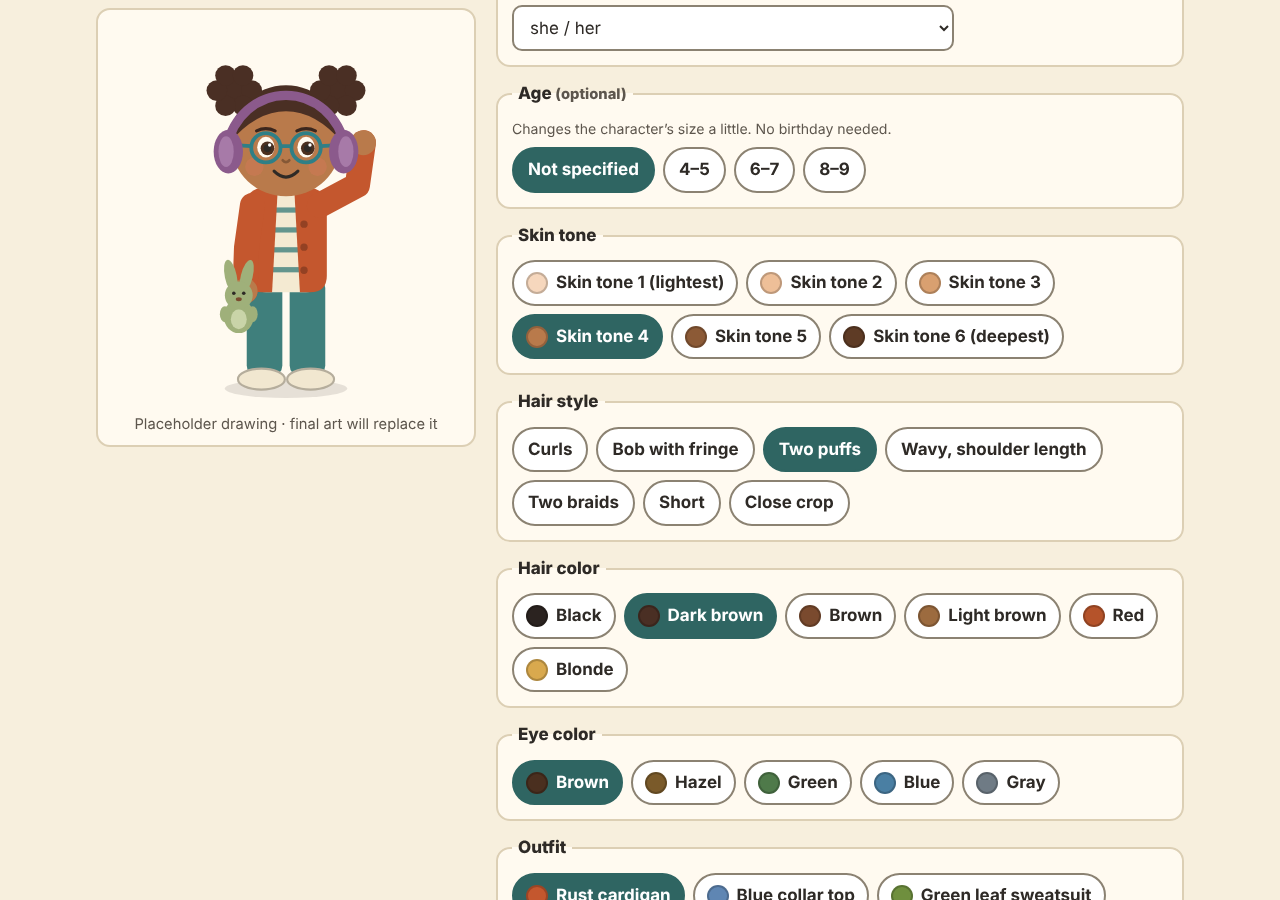 she / her
Age (optional)
Changes the character’s size a little. No birthday needed.
Not specified 4–5 6–7 8–9
Skin tone
Skin tone 1 (lightest) Skin tone 2 Skin tone 3
Skin tone 4 Skin tone 5 Skin tone 6 (deepest)
Placeholder drawing · final art will replace it
Hair style
Curls Bob with fringe Two puffs Wavy, shoulder length
Two braids Short Close crop
Hair color
Black Dark brown Brown Light brown Red
Blonde
Eye color
Brown Hazel Green Blue Gray
Outfit
Rust cardigan Blue collar top Green leaf sweatsuit